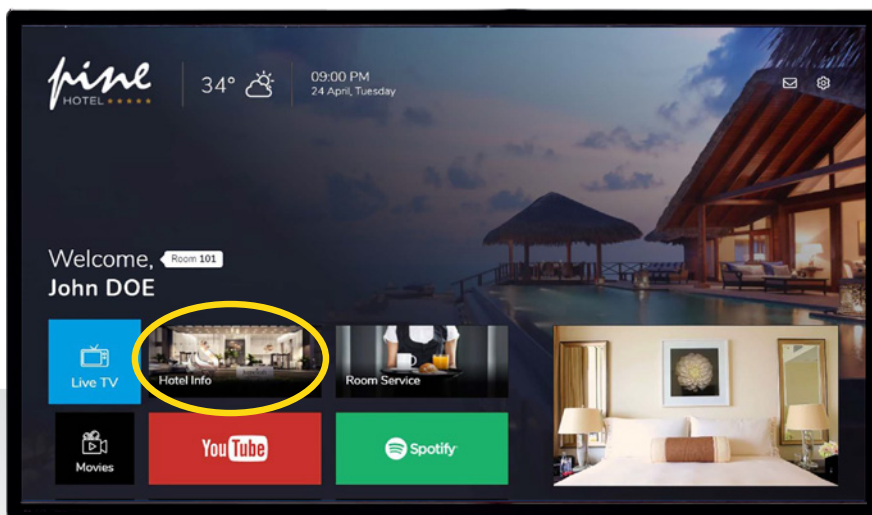 pine
HOTEL
34°
09:00 PM
24 April, Tuesday
Welcome,
Room 101
John DOE
Live TV
Hotel Info
Room Service
Movies
YouTube
Spotify